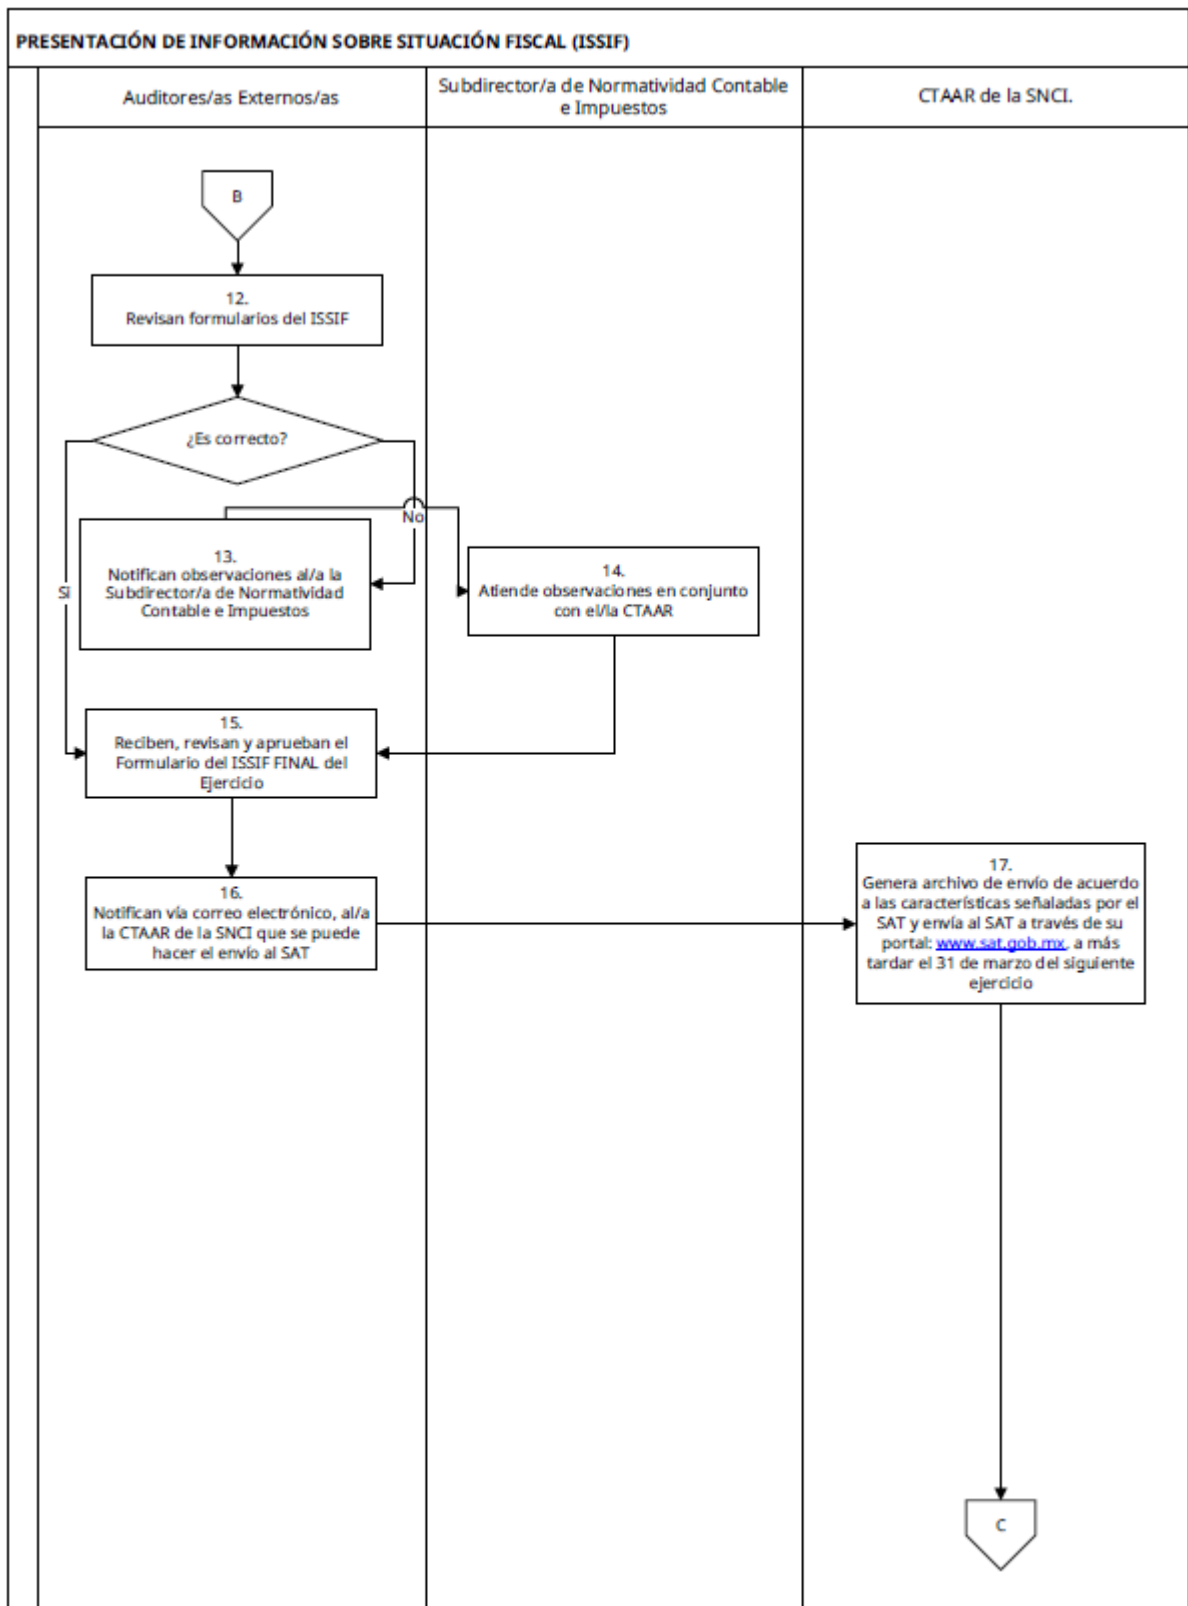 PRESENTACIÓN DE INFORMACIÓN SOBRE SITUACIÓN FISCAL (ISSIF)
Auditores/as Externos/as
Subdirector/a de Normatividad Contable
e Impuestos
CTAAR de la SNCI.
B
12.
Revisan formularios del ISSIF
¿Es correcto?
No
Si
13.
Notifican observaciones al/a la
Subdirector/a de Normatividad
Contable e Impuestos
14.
Atiende observaciones en conjunto
con el/la CTAAR
15.
Reciben, revisan y aprueban el
Formulario del ISSIF FINAL del
Ejercicio
16.
Notifican vía correo electrónico, al/a
la CTAAR de la SNCI que se puede
hacer el envío al SAT
17.
Genera archivo de envío de acuerdo
a las características señaladas por el
SAT y envía al SAT a través de su
portal: www.sat.gob.mx, a más
tardar el 31 de marzo del siguiente
ejercicio
C